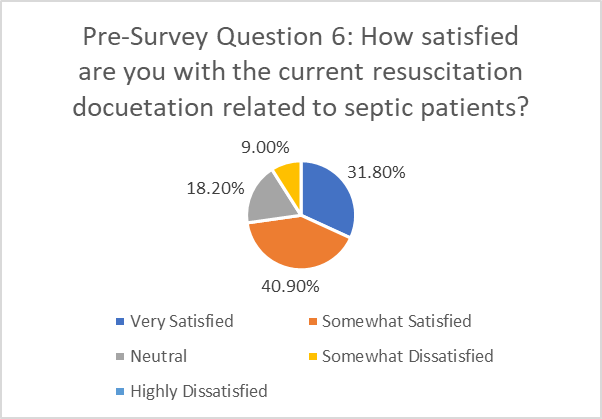 Pre-Survey Question 6: How satisfied
are you with the current resuscitation
docuetation related to septic patients?
9.00%
31.80%
18.20%
40.90%
Very Satisfied
Somewhat Satisfied
Neutral
Somewhat Dissatisfied
Highly Dissatisfied